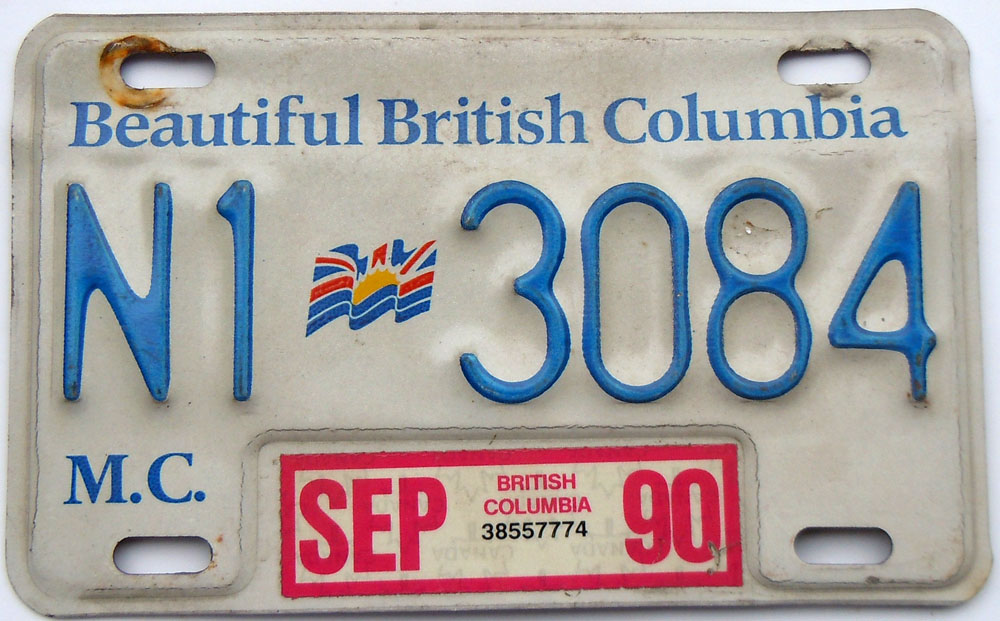 Beautiful British Columbia
N1 3084
M.C.
SEP BRITISH COLUMBIA 38557774 90